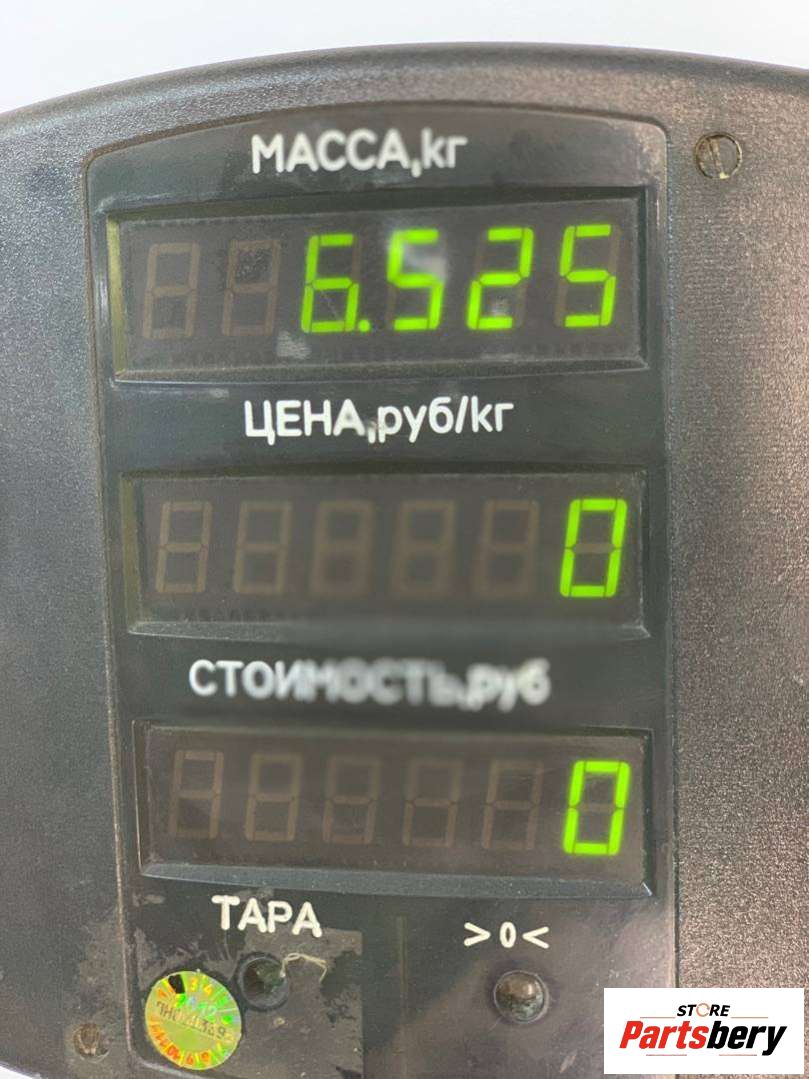 МАССА,кг
6.525
ЦЕНА,руб/кг
0
СТОИМОСТЬ,руб
0
ТАРА
>0<
STORE
Partsbery